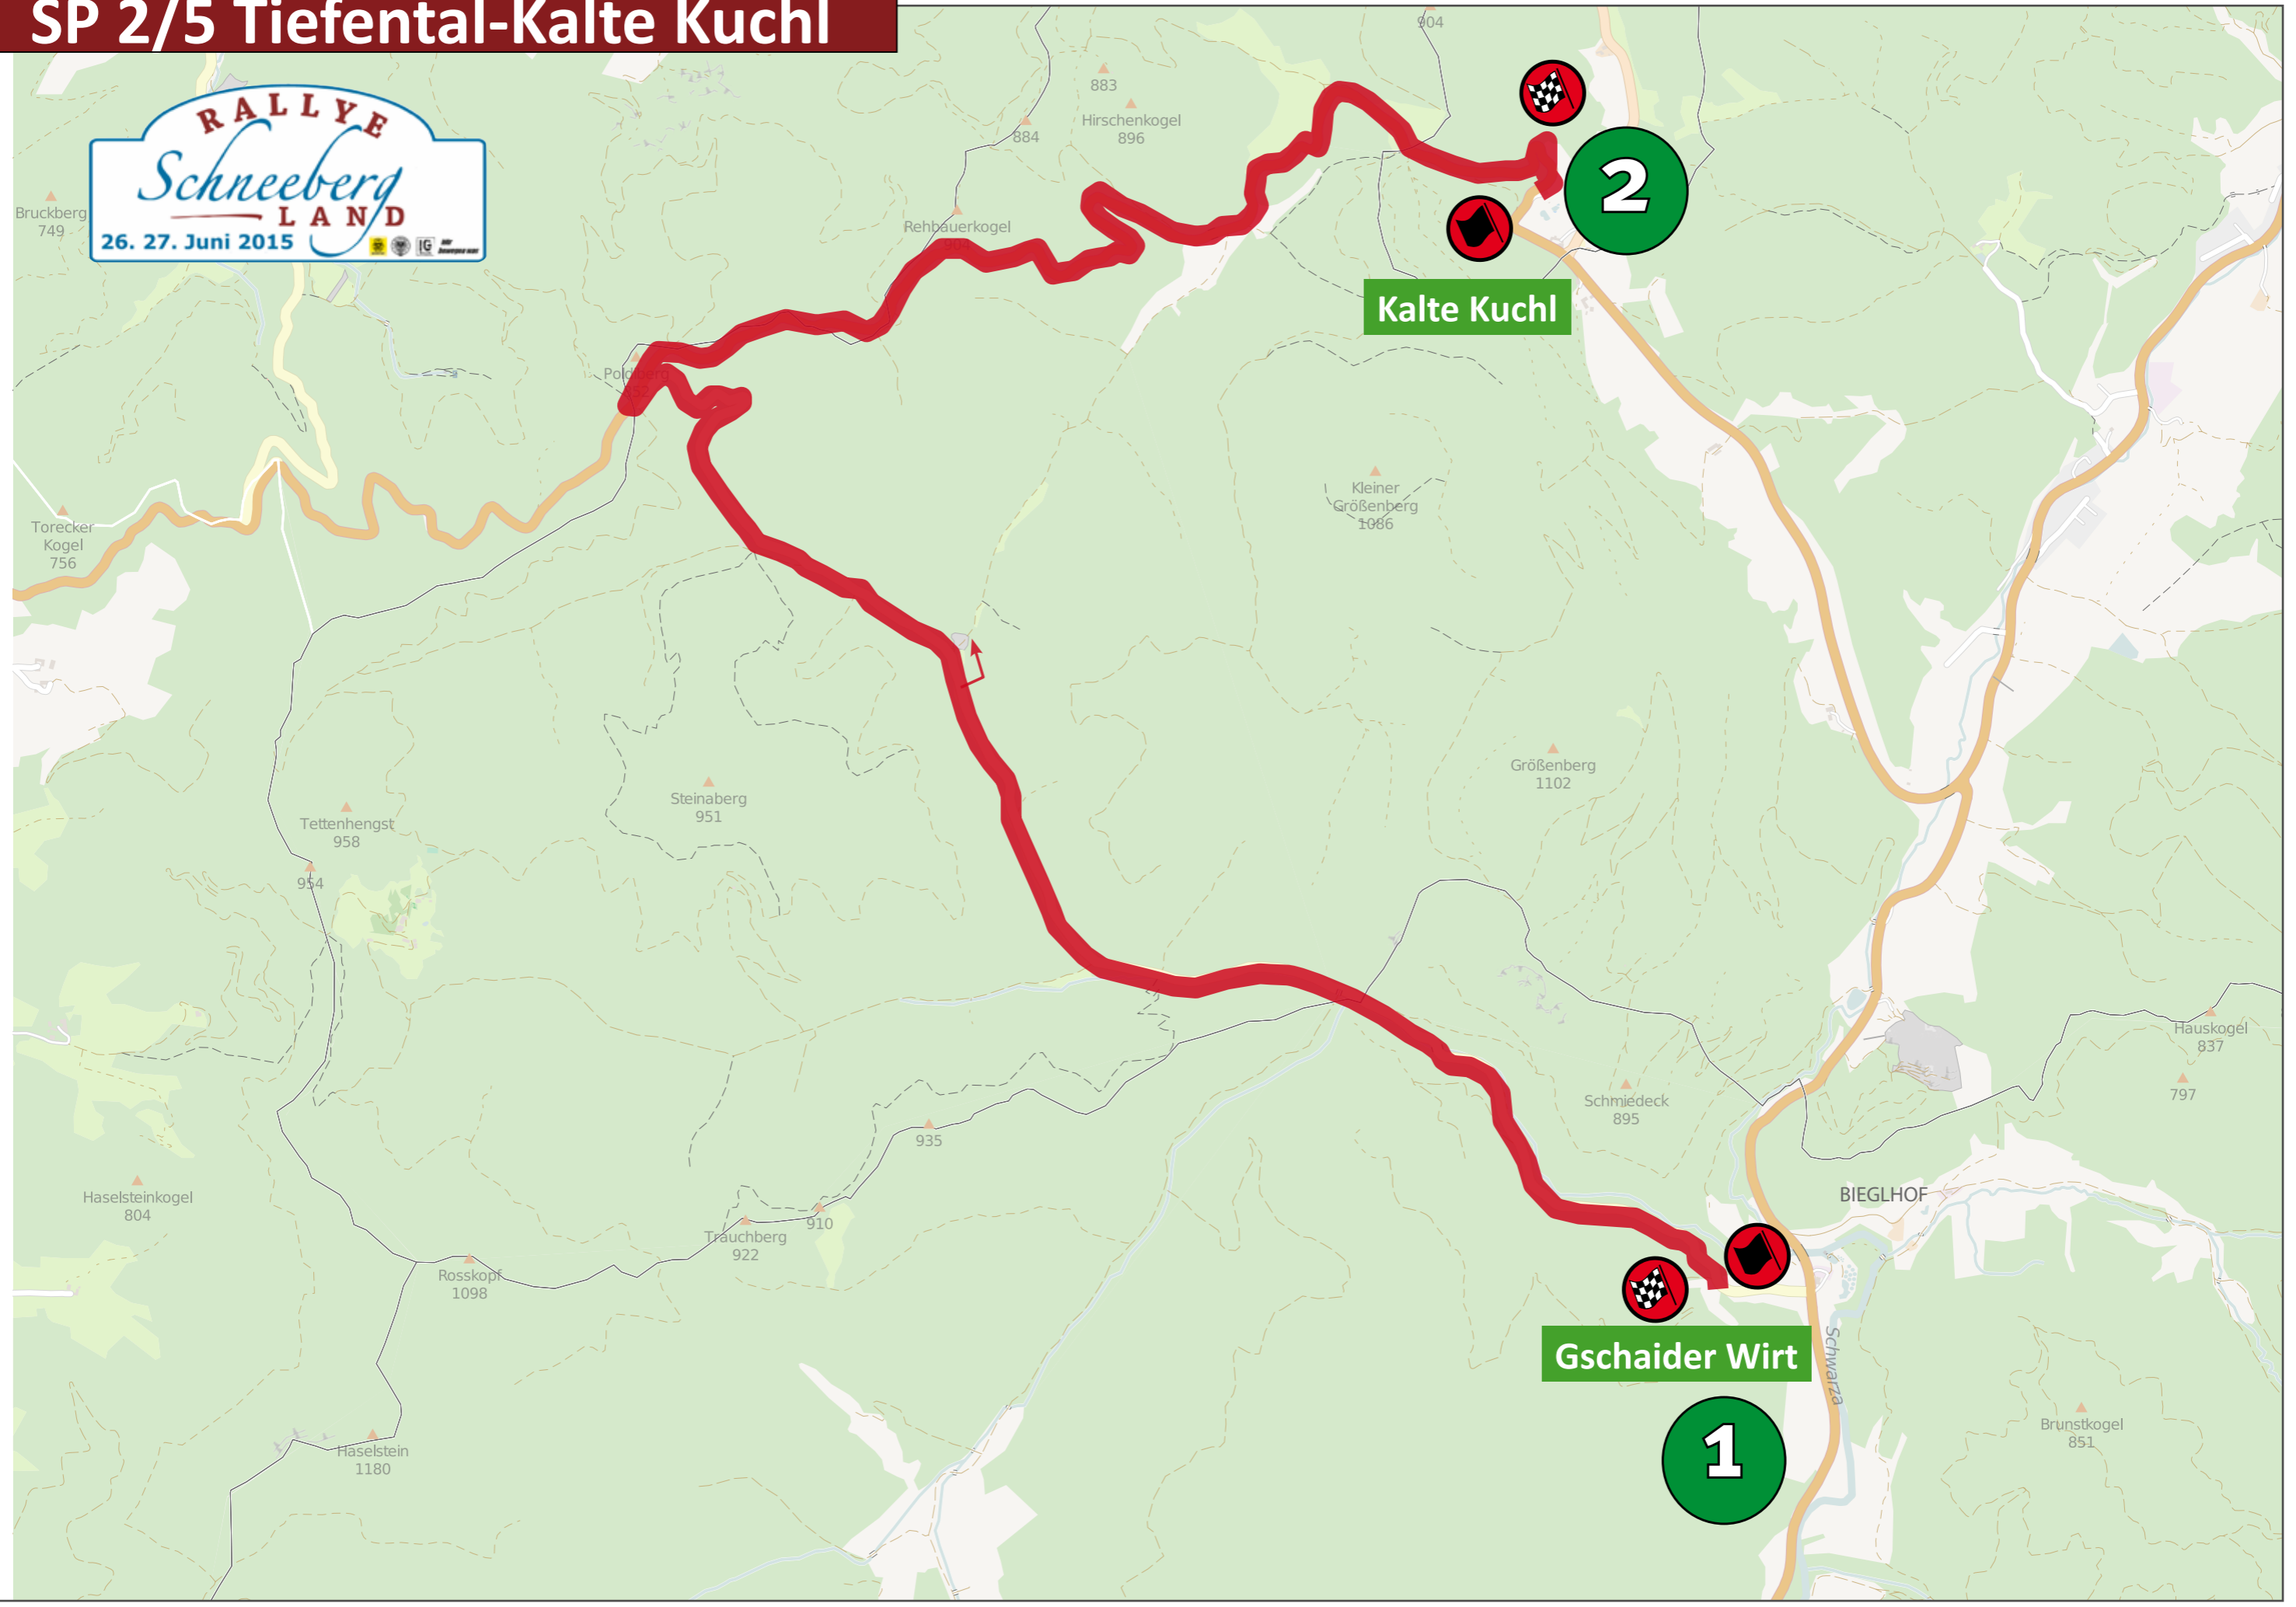 SP 2/5 Tiefental-Kalte Kuchl
RALLYE
Schneeberg
LAND
26. 27. Juni 2015
IG
904
883
Hirschenkogel
896
884
Bruckberg
749
Rehbauerkogel
904
2
Kalte Kuchl
Kleiner
Größenberg
1086
Torecker
Kogel
756
Größenberg
1102
Steinaberg
951
Tettenhengst
958
954
Hauskogel
837
797
Schmiedeck
895
935
Haselsteinkogel
804
BIEGLHOF
910
Trauchberg
922
Rosskopf
1098
Gschaider Wirt
Schwarza
1
Brunstkogel
851
Haselstein
1180